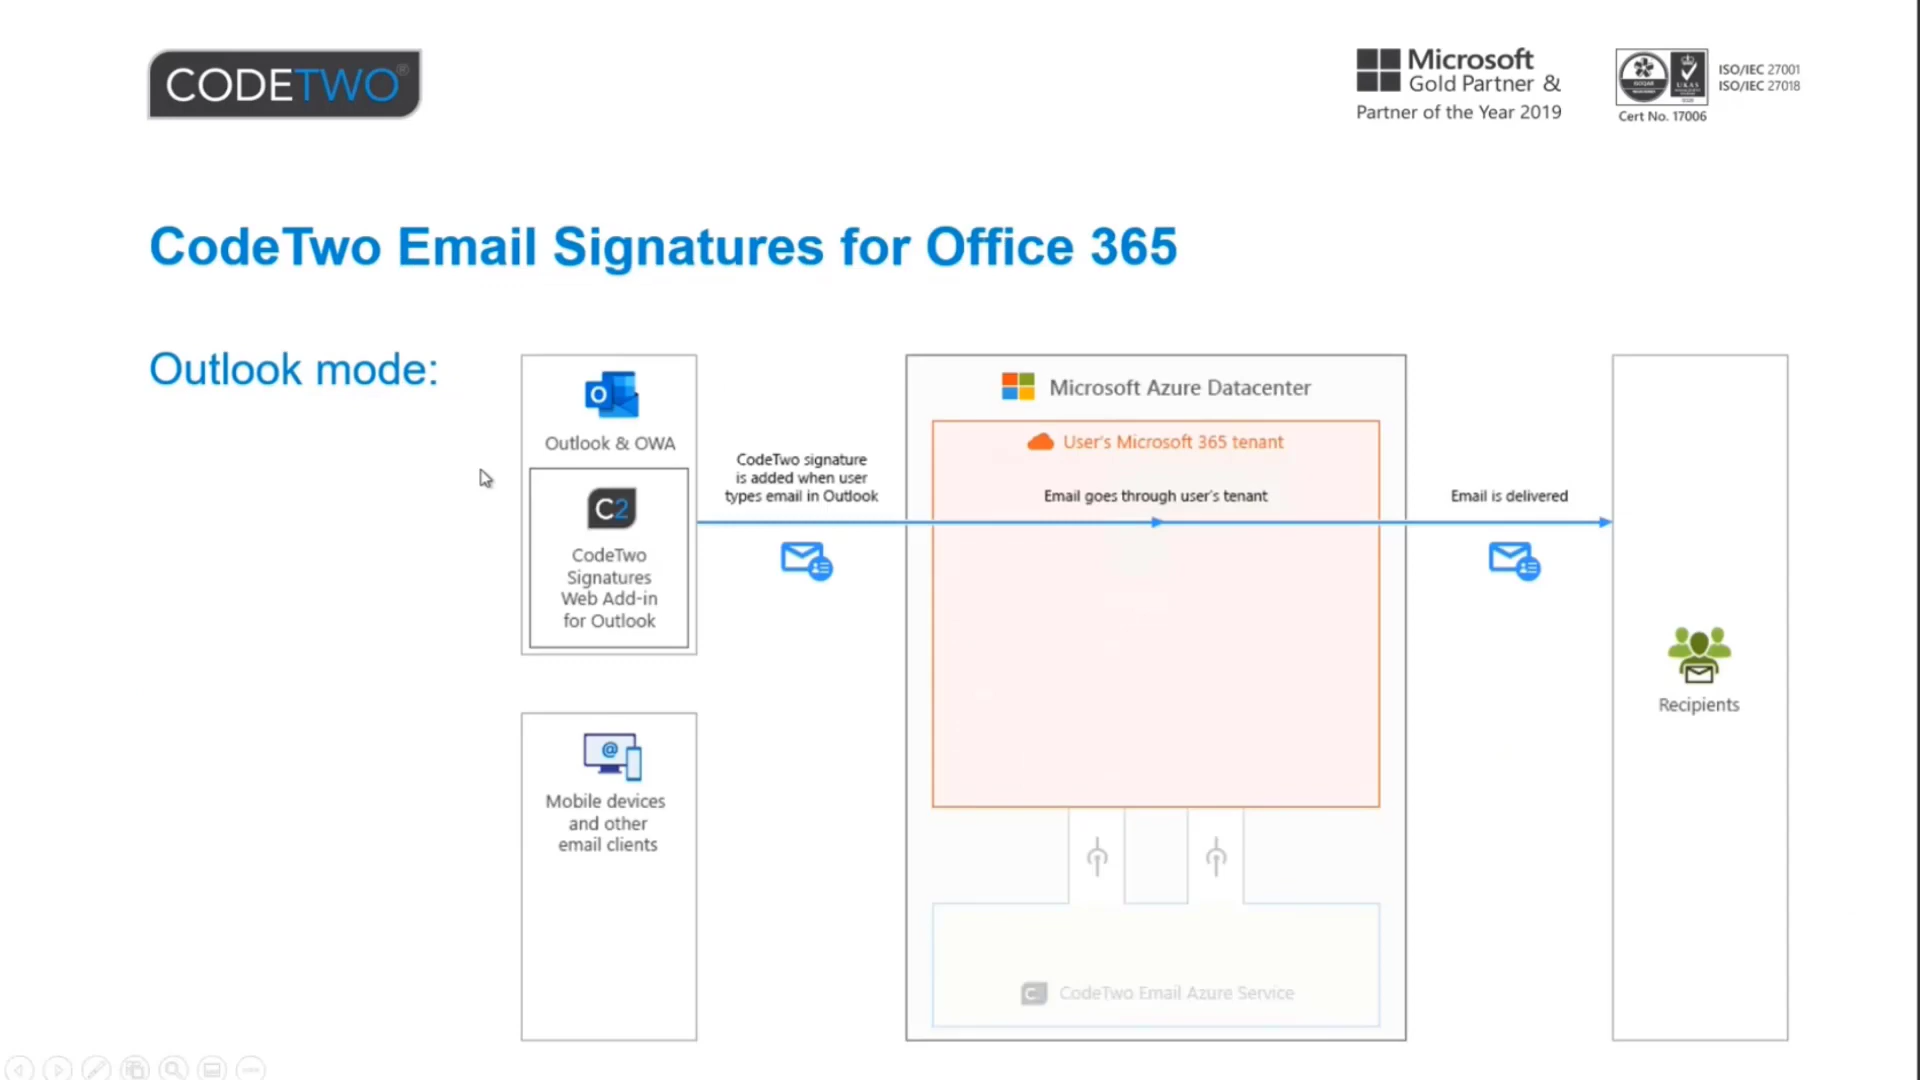 CODETWO®
Microsoft
Gold Partner &
Partner of the Year 2019
ISO/IEC 27001
ISO/IEC 27018
Cert No. 17006
CodeTwo Email Signatures for Office 365
Outlook mode:
Outlook & OWA
C2
CodeTwo
Signatures
Web Add-in
for Outlook
CodeTwo signature
is added when user
types email in Outlook
Microsoft Azure Datacenter
User's Microsoft 365 tenant
Email goes through user's tenant
Email is delivered
Recipients
@
Mobile devices
and other
email clients
CodeTwo Email Azure Service